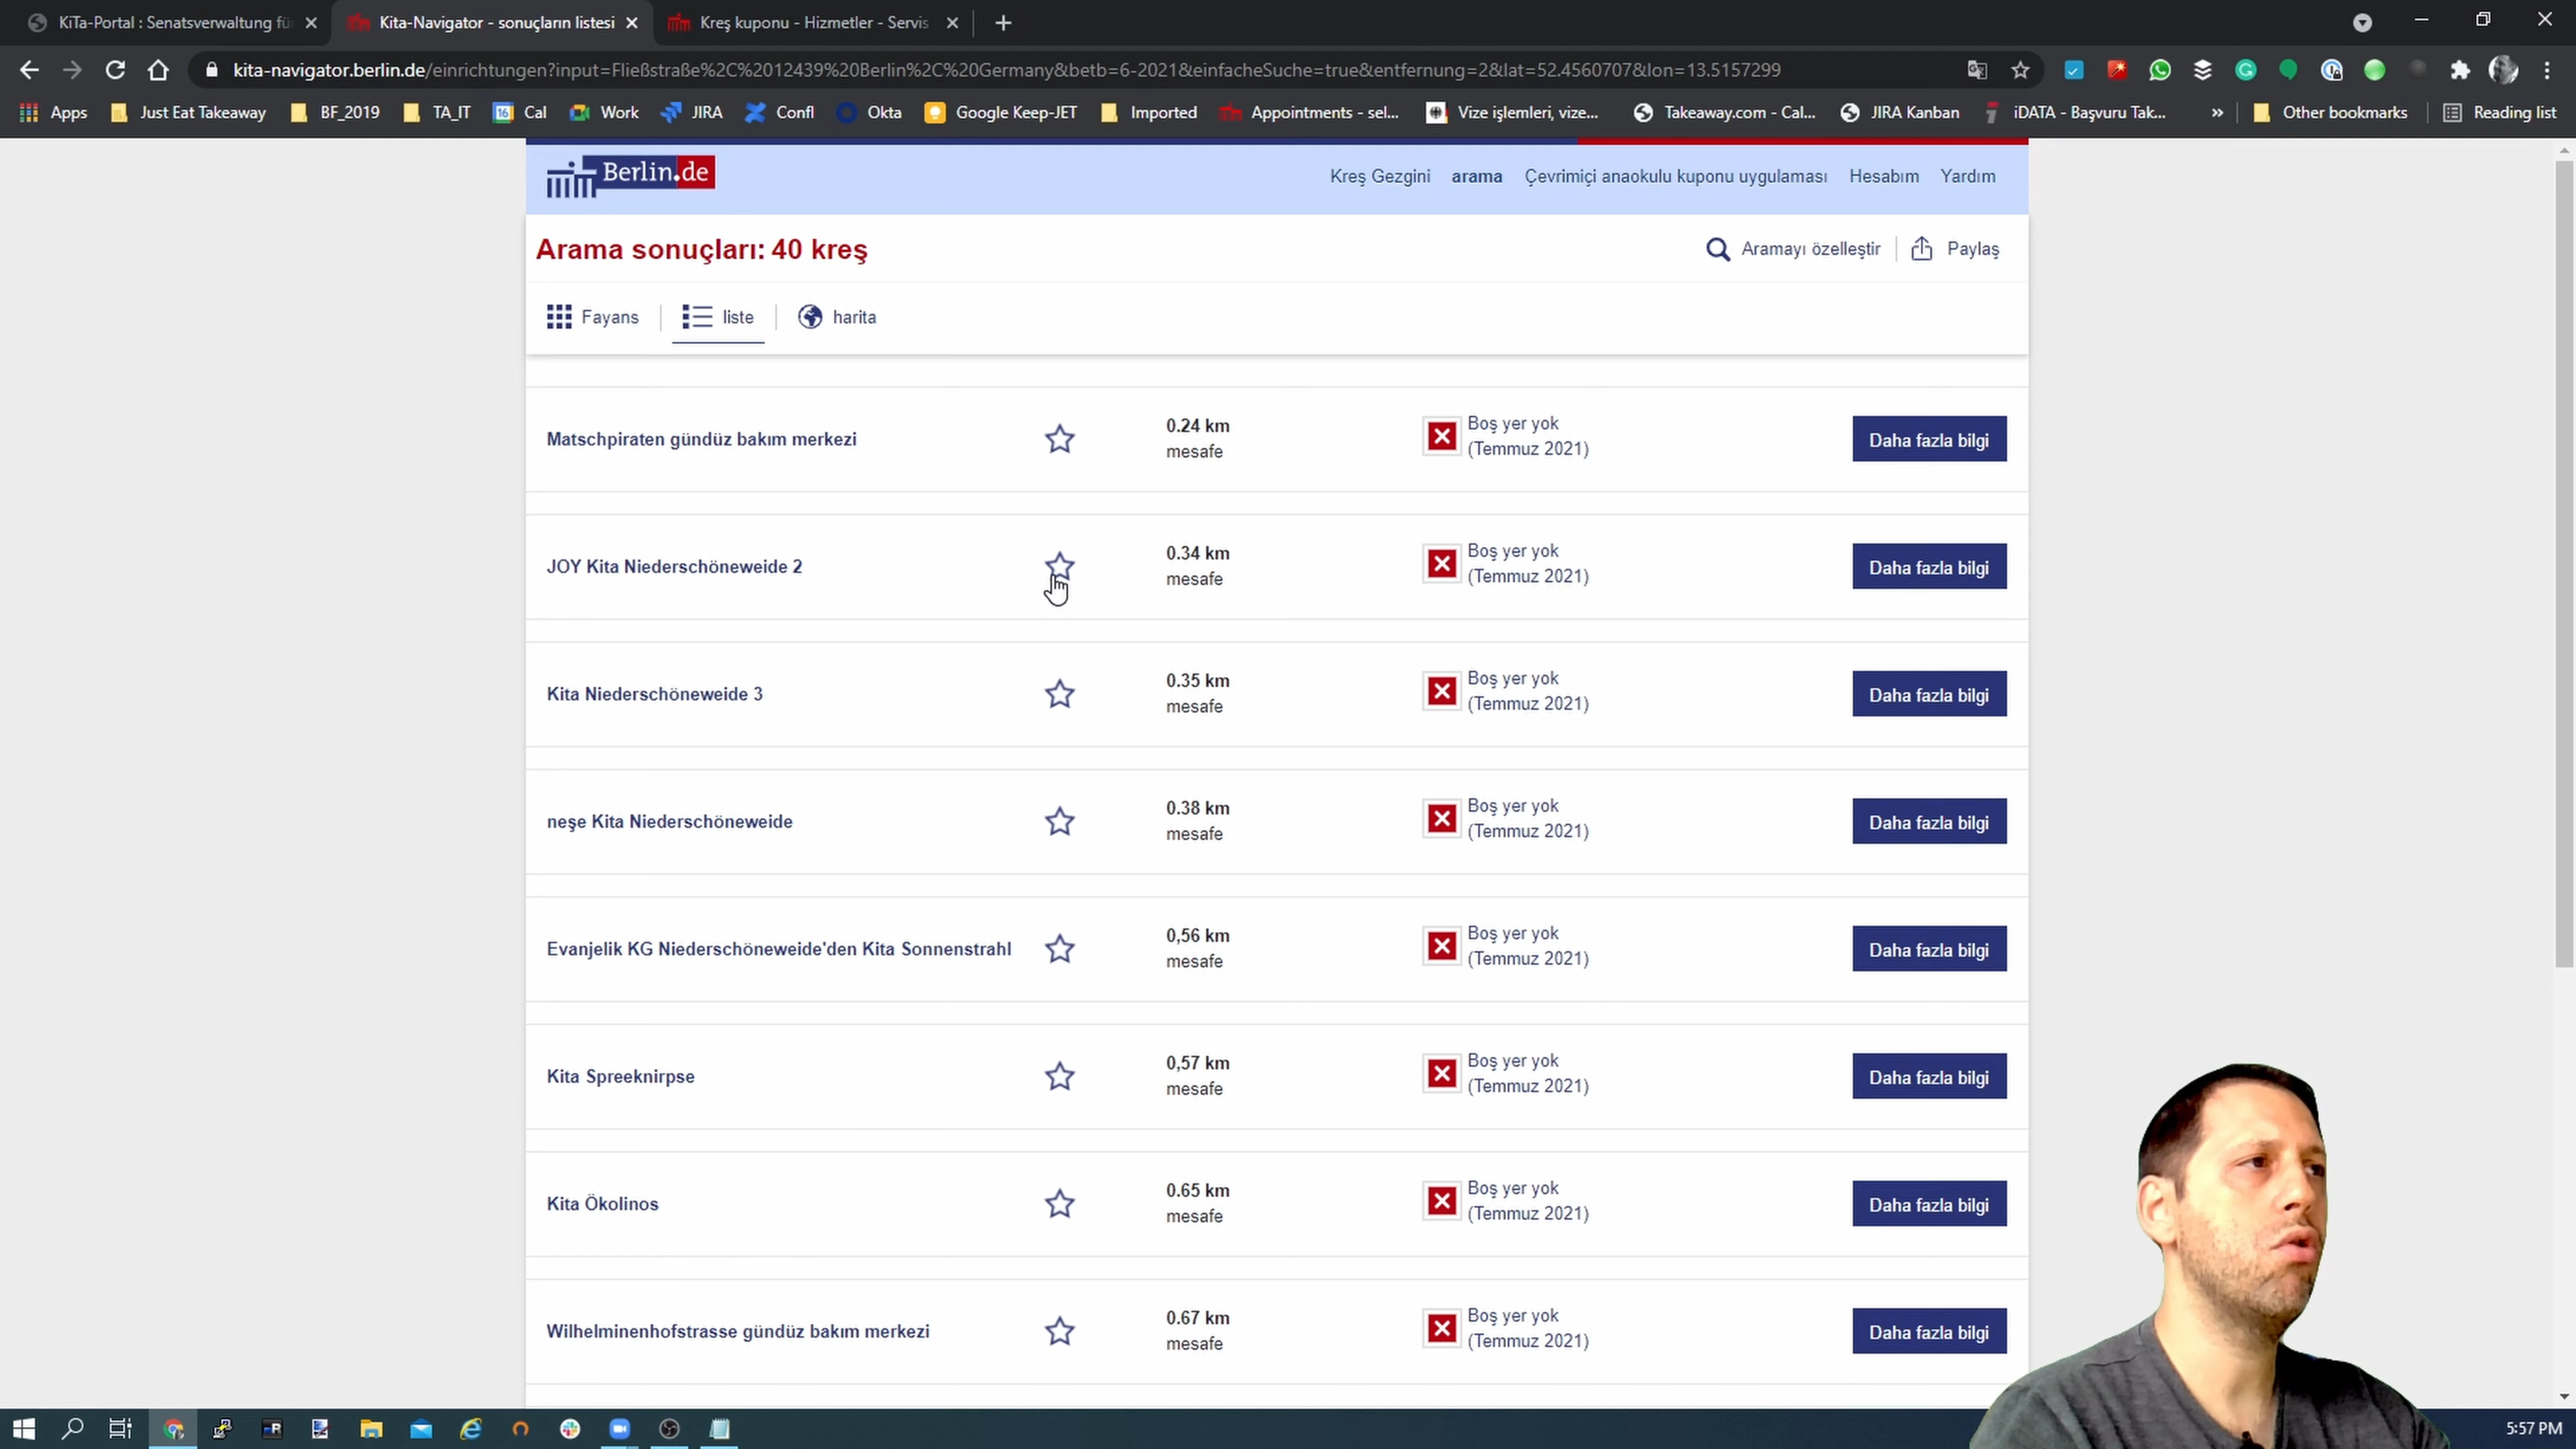 KiTa-Portal : Senatsverwaltung fü
Kita-Navigator - sonuçların listesi
Kreş kuponu - Hizmetler - Servis
kita-navigator.berlin.de/einrichtungen?input=Fließstraße%2C%2012439%20Berlin%2C%20Germany&betb=6-2021&einfacheSuche=true&entfernung=2&lat=52.4560707&lon=13.5157299
Apps Just Eat Takeaway BF_2019 TA_IT Cal Work JIRA Confl Okta Google Keep-JET Imported Appointments - sel... Vize işlemleri, vize... Takeaway.com - Cal... JIRA Kanban iDATA - Başvuru Tak... » Other bookmarks Reading list
Berlin.de
Kreş Gezgini arama Çevrimiçi anaokulu kuponu uygulaması Hesabım Yardım
Arama sonuçları: 40 kreş
Aramayı özelleştir Paylaş
Fayans liste harita
Matschpiraten gündüz bakım merkezi
0.24 km
mesafe
Boş yer yok
(Temmuz 2021)
Daha fazla bilgi
JOY Kita Niederschöneweide 2
0.34 km
mesafe
Boş yer yok
(Temmuz 2021)
Daha fazla bilgi
Kita Niederschöneweide 3
0.35 km
mesafe
Boş yer yok
(Temmuz 2021)
Daha fazla bilgi
neşe Kita Niederschöneweide
0.38 km
mesafe
Boş yer yok
(Temmuz 2021)
Daha fazla bilgi
Evanjelik KG Niederschöneweide'den Kita Sonnenstrahl
0,56 km
mesafe
Boş yer yok
(Temmuz 2021)
Daha fazla bilgi
Kita Spreeknirpse
0,57 km
mesafe
Boş yer yok
(Temmuz 2021)
Daha fazla bilgi
Kita Ökolinos
0.65 km
mesafe
Boş yer yok
(Temmuz 2021)
Daha fazla bilgi
Wilhelminenhofstrasse gündüz bakım merkezi
0.67 km
mesafe
Boş yer yok
(Temmuz 2021)
Daha fazla bilgi
5:57 PM